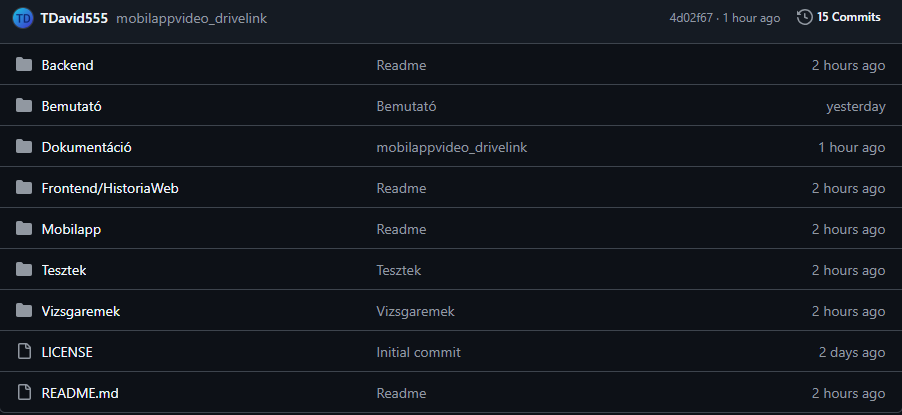 TD TDavid555 mobilappvideo_drivelink 4d02f67 · 1 hour ago 15 Commits
Backend Readme 2 hours ago
Bemutató Bemutató yesterday
Dokumentáció mobilappvideo_drivelink 1 hour ago
Frontend/HistoriaWeb Readme 2 hours ago
Mobilapp Readme 2 hours ago
Tesztek Tesztek 2 hours ago
Vizsgaremek Vizsgaremek 2 hours ago
LICENSE Initial commit 2 days ago
README.md Readme 2 hours ago